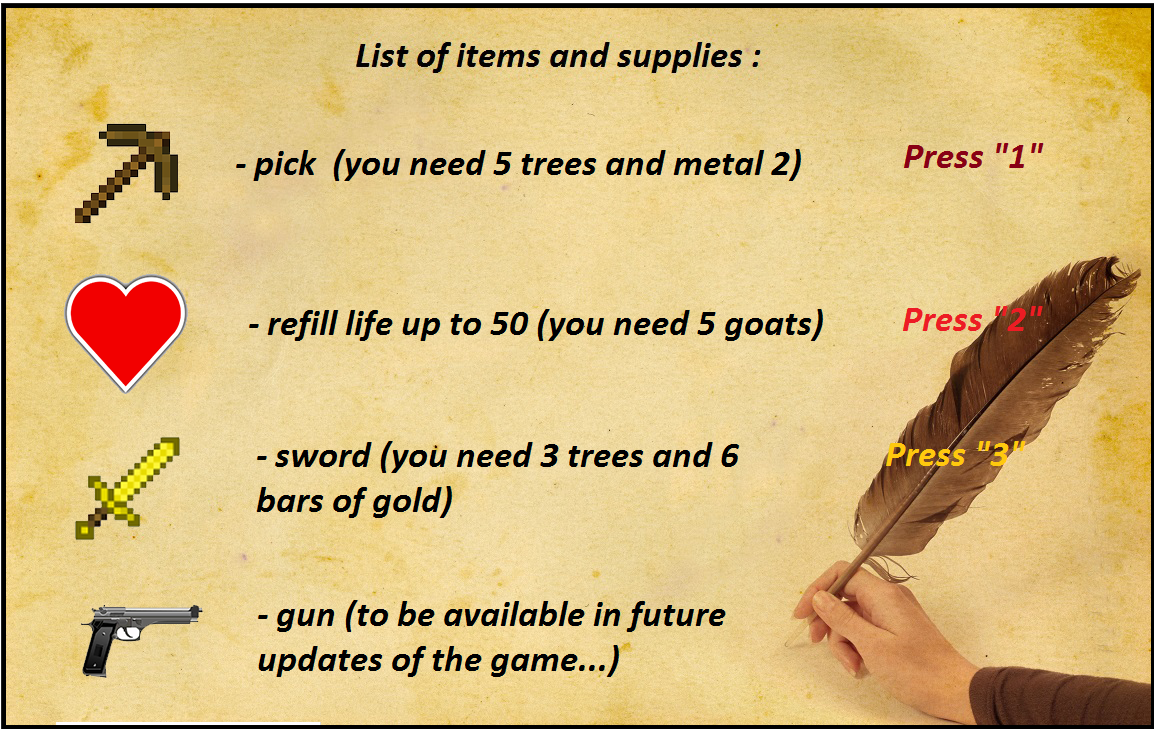 List of items and supplies :
- pick  (you need 5 trees and metal 2)
Press "1"
- refill life up to 50 (you need 5 goats)
Press "2"
- sword (you need 3 trees and 6
bars of gold)
Press "3"
- gun (to be available in future
updates of the game...)